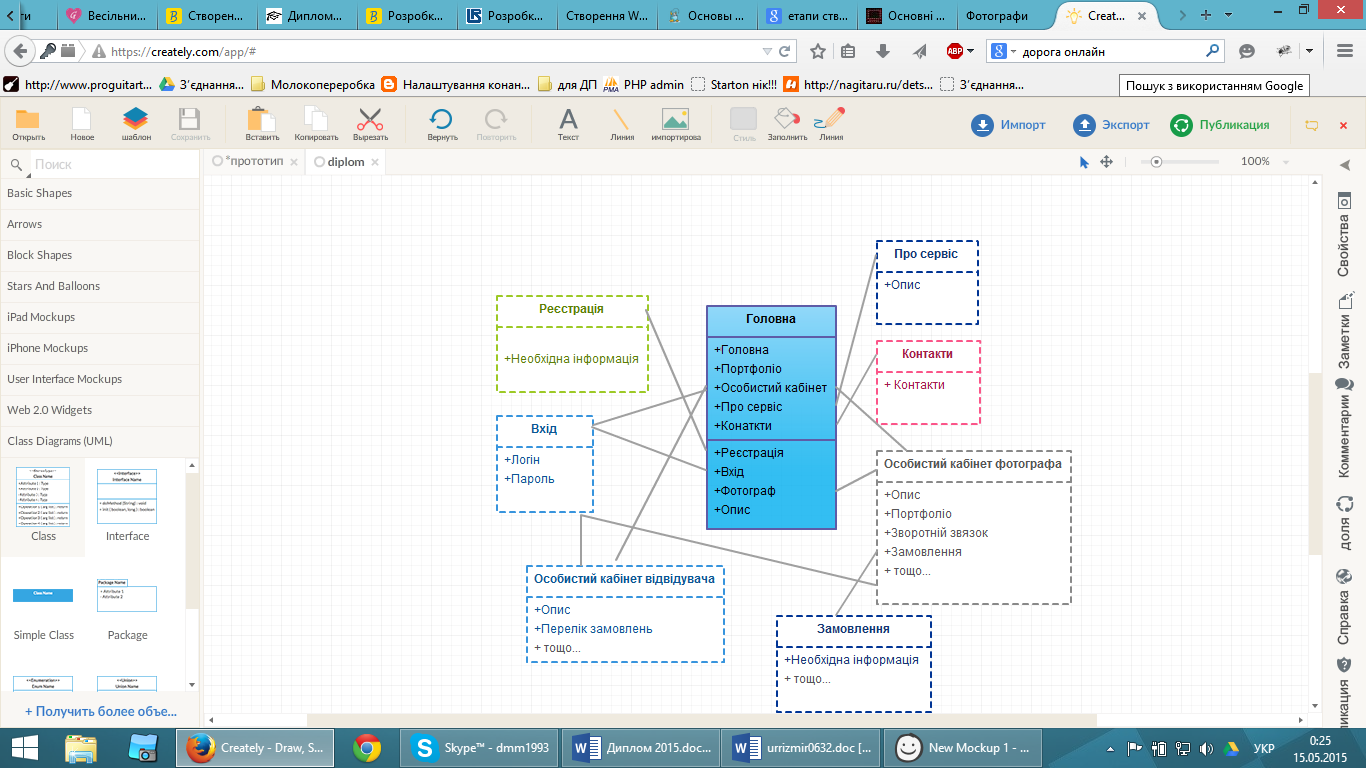 ги
Весільни...
Створен...
Диплом...
Розробк...
Розробк...
Створення W...
Основы ...
етапи ств...
Основні ...
Фотографи
Creat...
https://creately.com/app/#
дорога онлайн
http://www.proguitart...
З'єднання...
Молокопереробка
Налаштування конан...
для ДП
PHP admin
Starton нік!!!
http://nagitaru.ru/dets...
З'єднання...
Пошук з використанням Google
Открыть
Новое
шаблон
Сохранить
Вставить
Копировать
Вырезать
Вернуть
Повторить
Текст
Линия
импортирова
Стиль
Заполнить
Линия
Импорт
Экспорт
Публикация
Поиск
*прототип
diplom
100%
Basic Shapes
Arrows
Block Shapes
Stars And Balloons
iPad Mockups
iPhone Mockups
User Interface Mockups
Web 2.0 Widgets
Class Diagrams (UML)
Class
Interface
Simple Class
Package
+ Получить более объе...
Про сервіс
+Опис
Реєстрація
+Необхідна інформація
Головна
+Головна
+Портфоліо
+Особистий кабінет
+Про сервіс
+Конаткти
+Реєстрація
+Вхід
+Фотограф
+Опис
Контакти
+ Контакти
Вхід
+Логін
+Пароль
Особистий кабінет фотографа
+Опис
+Портфоліо
+Зворотній звязок
+Замовлення
+ тощо...
Особистий кабінет відвідувача
+Опис
+Перелік замовлень
+ тощо...
Замовлення
+Необхідна інформація
+ тощо...
Свойства
Заметки
Комментарии
доля
Справка
икация
Creately - Draw, S...
Skype™ - dmm1993
Диплом 2015.doc...
urrizmir0632.doc [...
New Mockup 1 - ...
УКР
0:25
15.05.2015